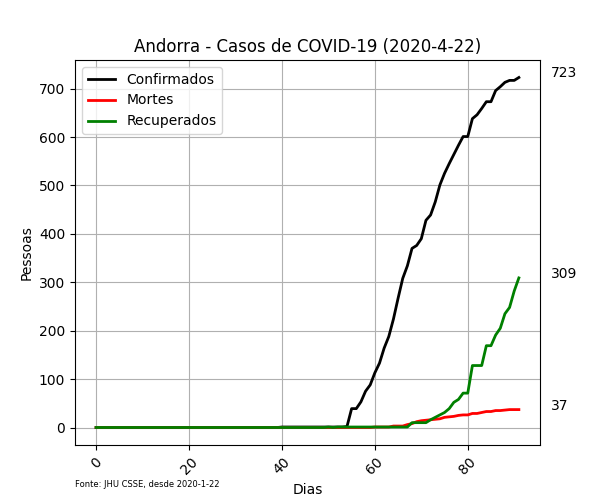 Andorra - Casos de COVID-19 (2020-4-22)
Confirmados
Mortes
Recuperados
Pessoas
700
600
500
400
300
200
100
0
723
309
37
0
20
40
60
80
Dias
Fonte: JHU CSSE, desde 2020-1-22